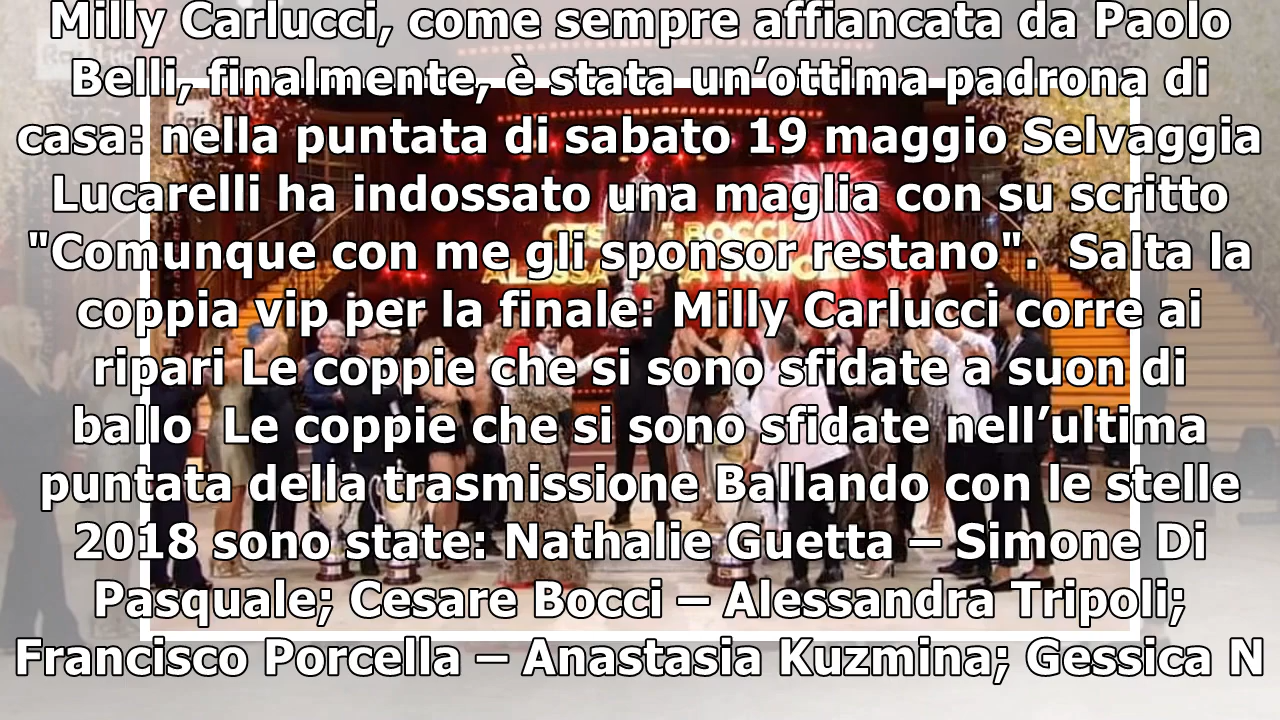 Milly Carlucci, come sempre affiancata da Paolo
Belli, finalmente, è stata un’ottima padrona di
casa: nella puntata di sabato 19 maggio Selvaggia
Lucarelli ha indossato una maglia con su scritto
"Comunque con me gli sponsor restano".  Salta la
coppia vip per la finale: Milly Carlucci corre ai
ripari Le coppie che si sono sfidate a suon di
ballo  Le coppie che si sono sfidate nell’ultima
puntata della trasmissione Ballando con le stelle
2018 sono state: Nathalie Guetta – Simone Di
Pasquale; Cesare Bocci – Alessandra Tripoli;
Francisco Porcella – Anastasia Kuzmina; Gessica N